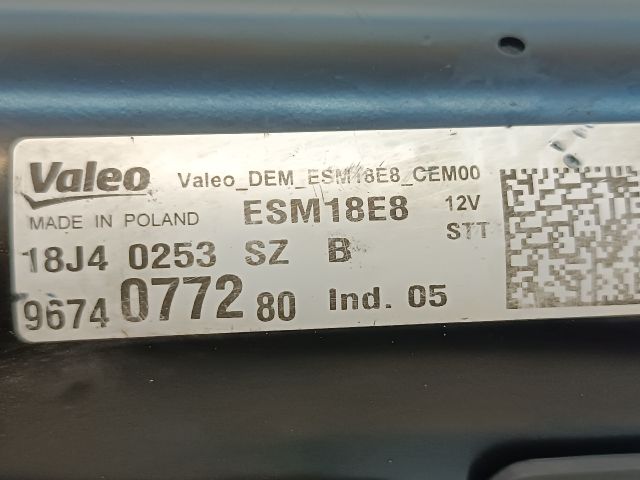 Valeo Valeo_DEM_ESM18E8_CEM00
MADE IN POLAND ESM18E8 12V
STT
18J4 0253 SZ B
9674 0772 80 Ind. 05